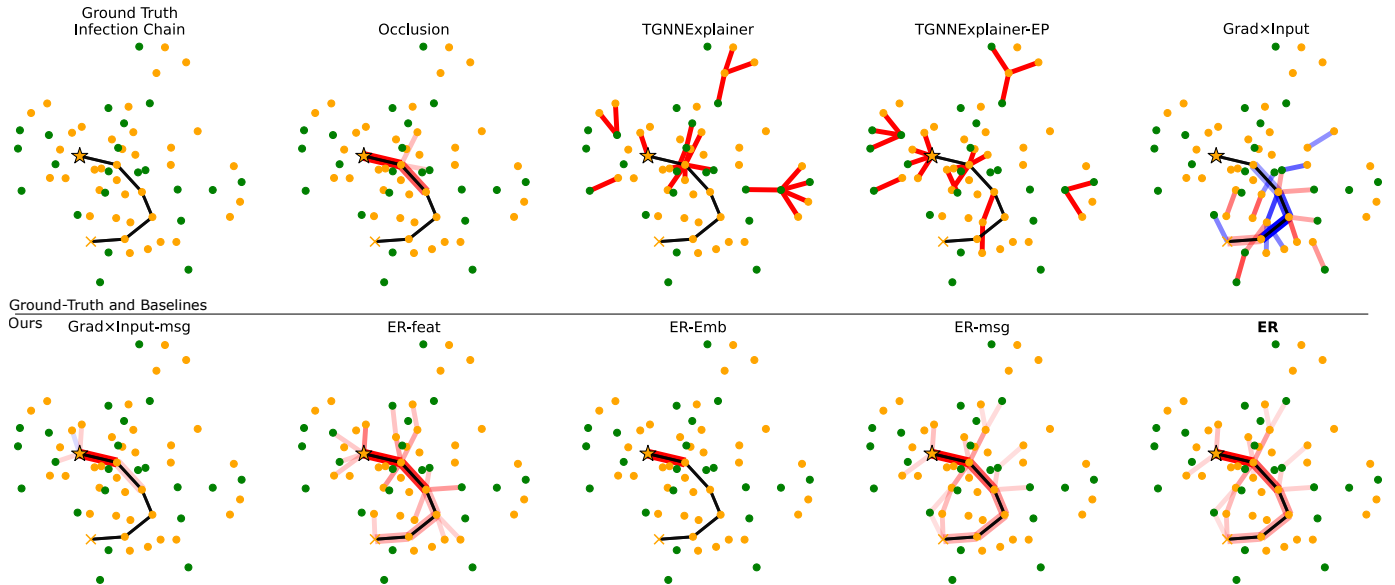 Ground Truth
Infection Chain
Occlusion
TGNNExplainer
TGNNExplainer-EP
Grad×Input
Ground-Truth and Baselines
Ours
Grad×Input-msg
ER-feat
ER-Emb
ER-msg
ER